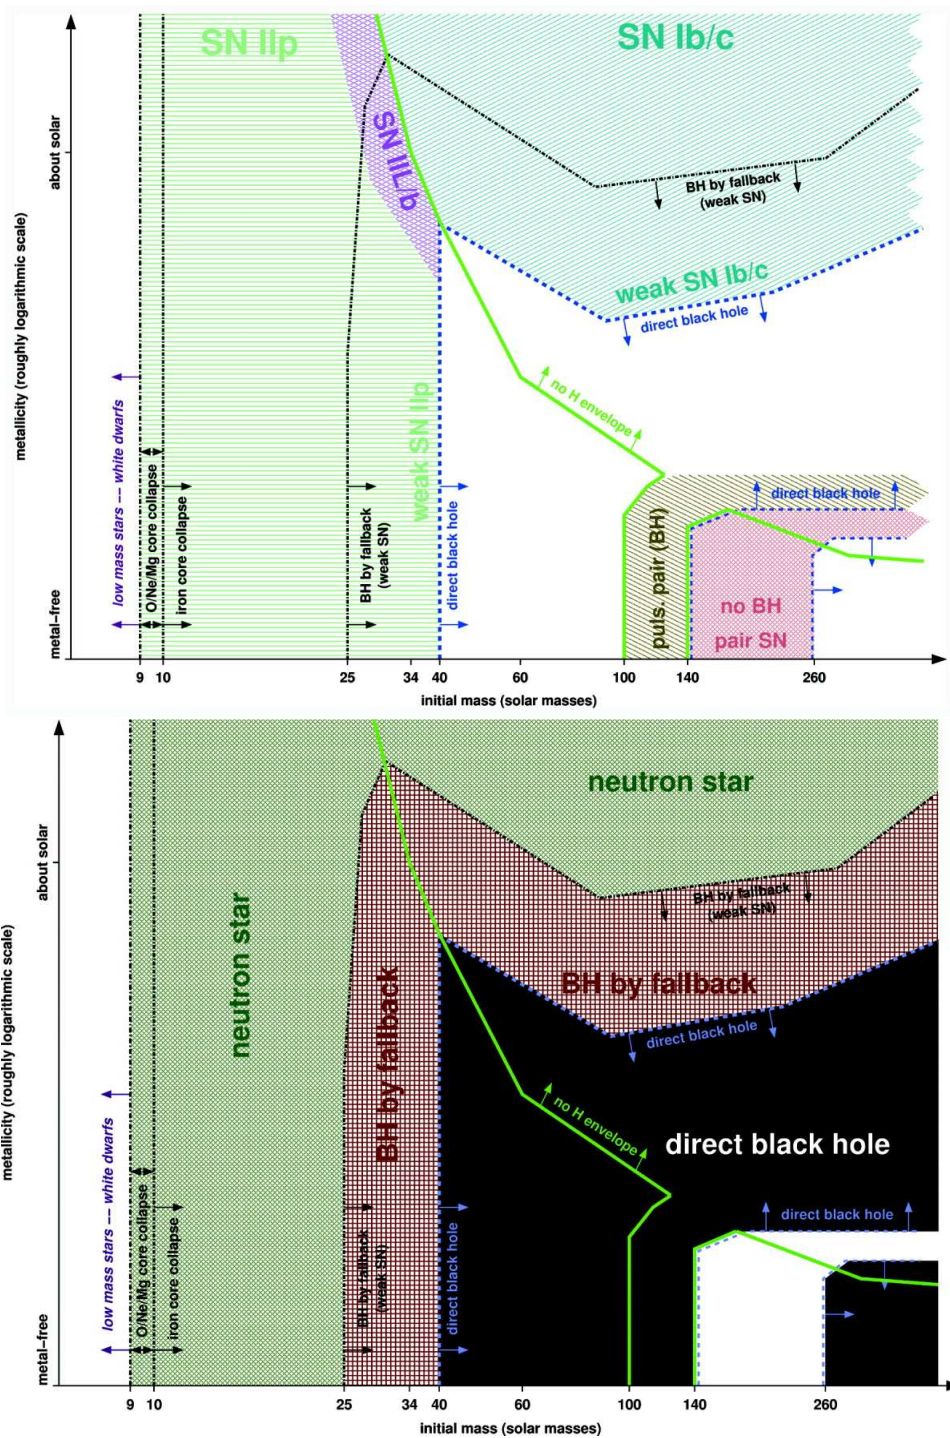 SN IIp
SN Ib/c
SN IIL/b
about solar
BH by fallback
(weak SN)
metallicity (roughly logarithmic scale)
weak SN Ib/c
direct black hole
no H envelope
weak SN IIp
low mass stars –– white dwarfs
O/Ne/Mg core collapse
iron core collapse
BH by fallback
(weak SN)
direct black hole
puls. pair (BH)
direct black hole
no BH
pair SN
metal–free
9 10 25 34 40 60 100 140 260
initial mass (solar masses)
neutron star
about solar
BH by fallback
(weak SN)
neutron star
BH by fallback
BH by fallback
metallicity (roughly logarithmic scale)
direct black hole
no H envelope
direct black hole
low mass stars –– white dwarfs
O/Ne/Mg core collapse
iron core collapse
BH by fallback
(weak SN)
direct black hole
direct black hole
metal–free
9 10 25 34 40 60 100 140 260
initial mass (solar masses)